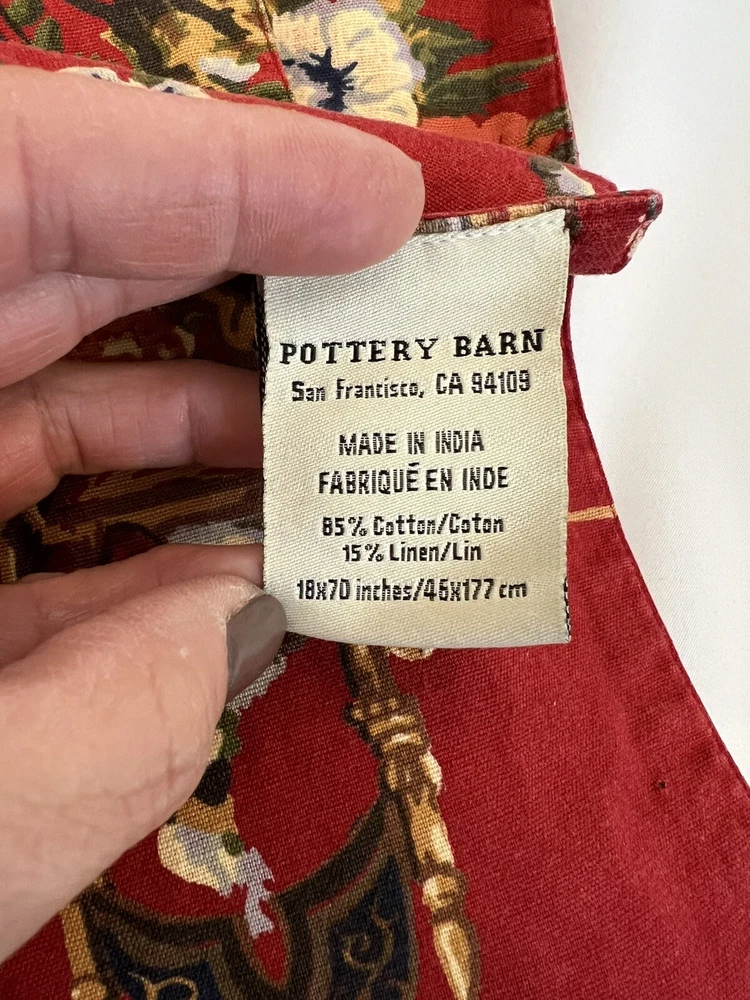 POTTERY BARN
San Francisco, CA 94109
MADE IN INDIA
FABRIQUÉ EN INDE
85% Cotton/Coton
15% Linen/Lin
18x70 inches/46x177 cm